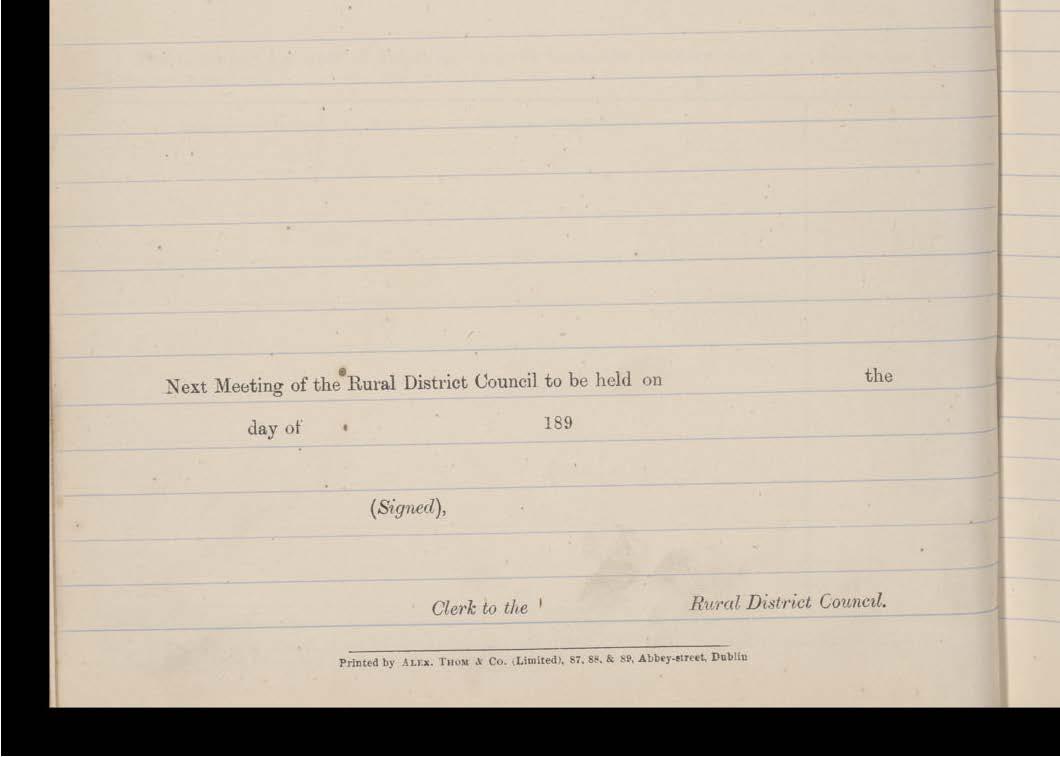 Next Meeting of the Rural District Council to be held on the
day of 189
(Signed),
Clerk to the Rural District Council.
Printed by ALEX. THOM & Co. (Limited), 87, 88, & 89, Abbey-street, Dublin